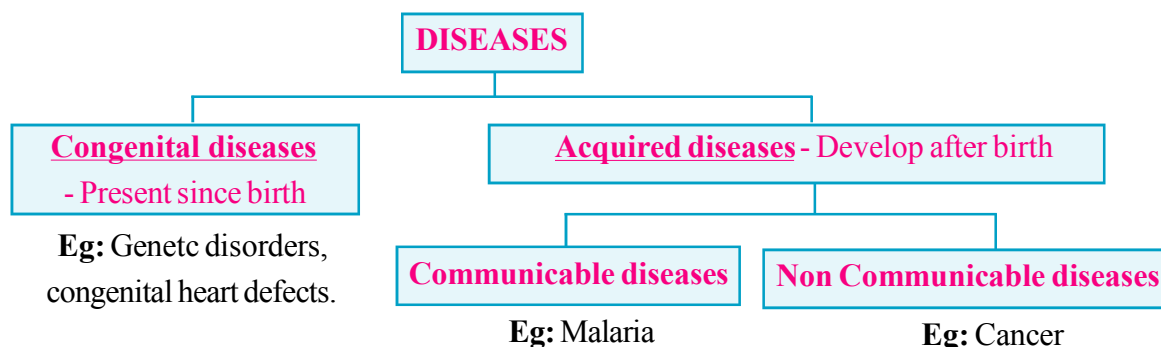 DISEASES
Congenital diseases
- Present since birth
Eg: Genetc disorders,
congenital heart defects.
Acquired diseases - Develop after birth
Communicable diseases
Eg: Malaria
Non Communicable diseases
Eg: Cancer